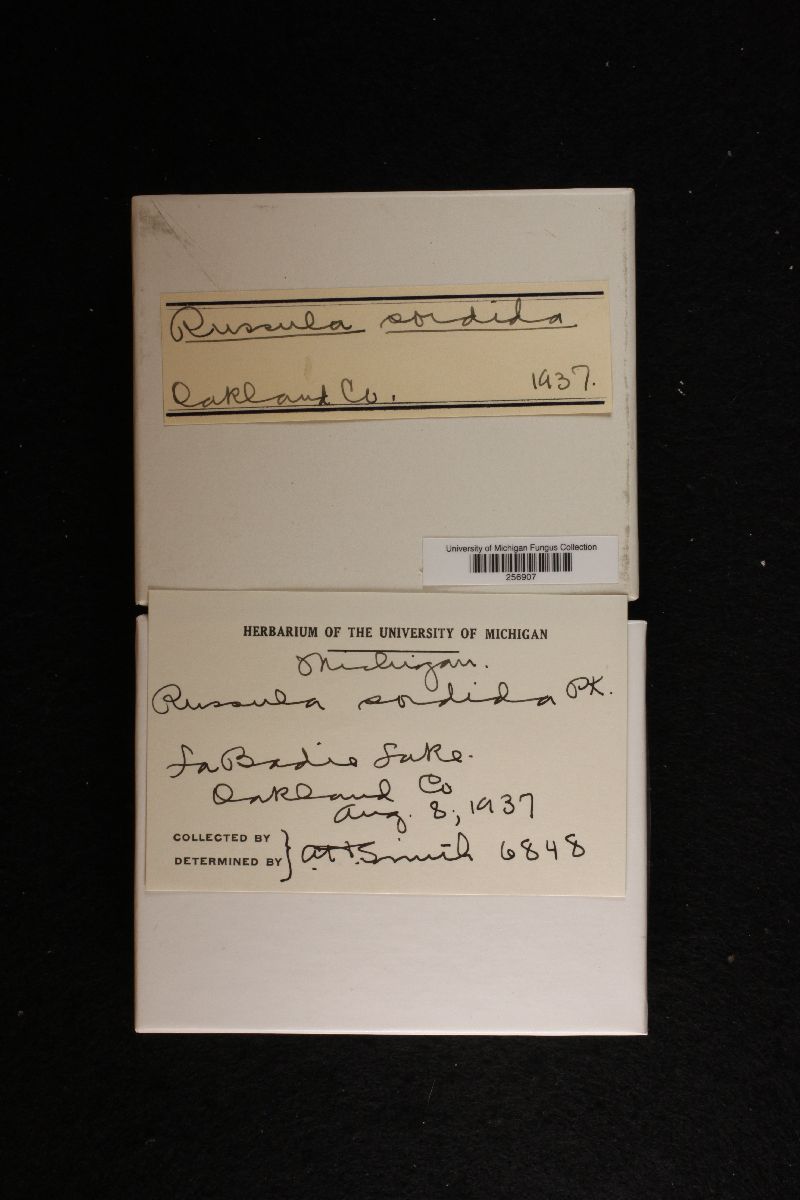 Russula sordida
Oakland Co. 1937.
University of Michigan Fungus Collection
256907
HERBARIUM OF THE UNIVERSITY OF MICHIGAN
Michigan.
Russula sordida PK.
LaBadie Lake.
Oakland Co
Aug. 8, 1937
COLLECTED BY
DETERMINED BY } A.H. Smith 6848